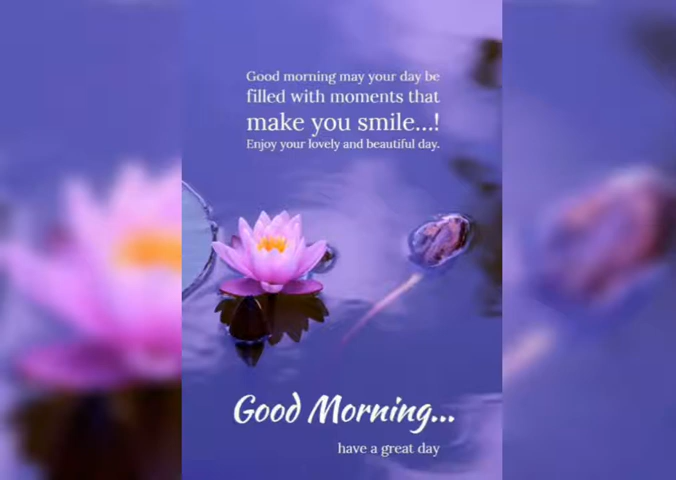 Good morning may your day be
filled with moments that
make you smile...!
Enjoy your lovely and beautiful day.
Good Morning...
have a great day